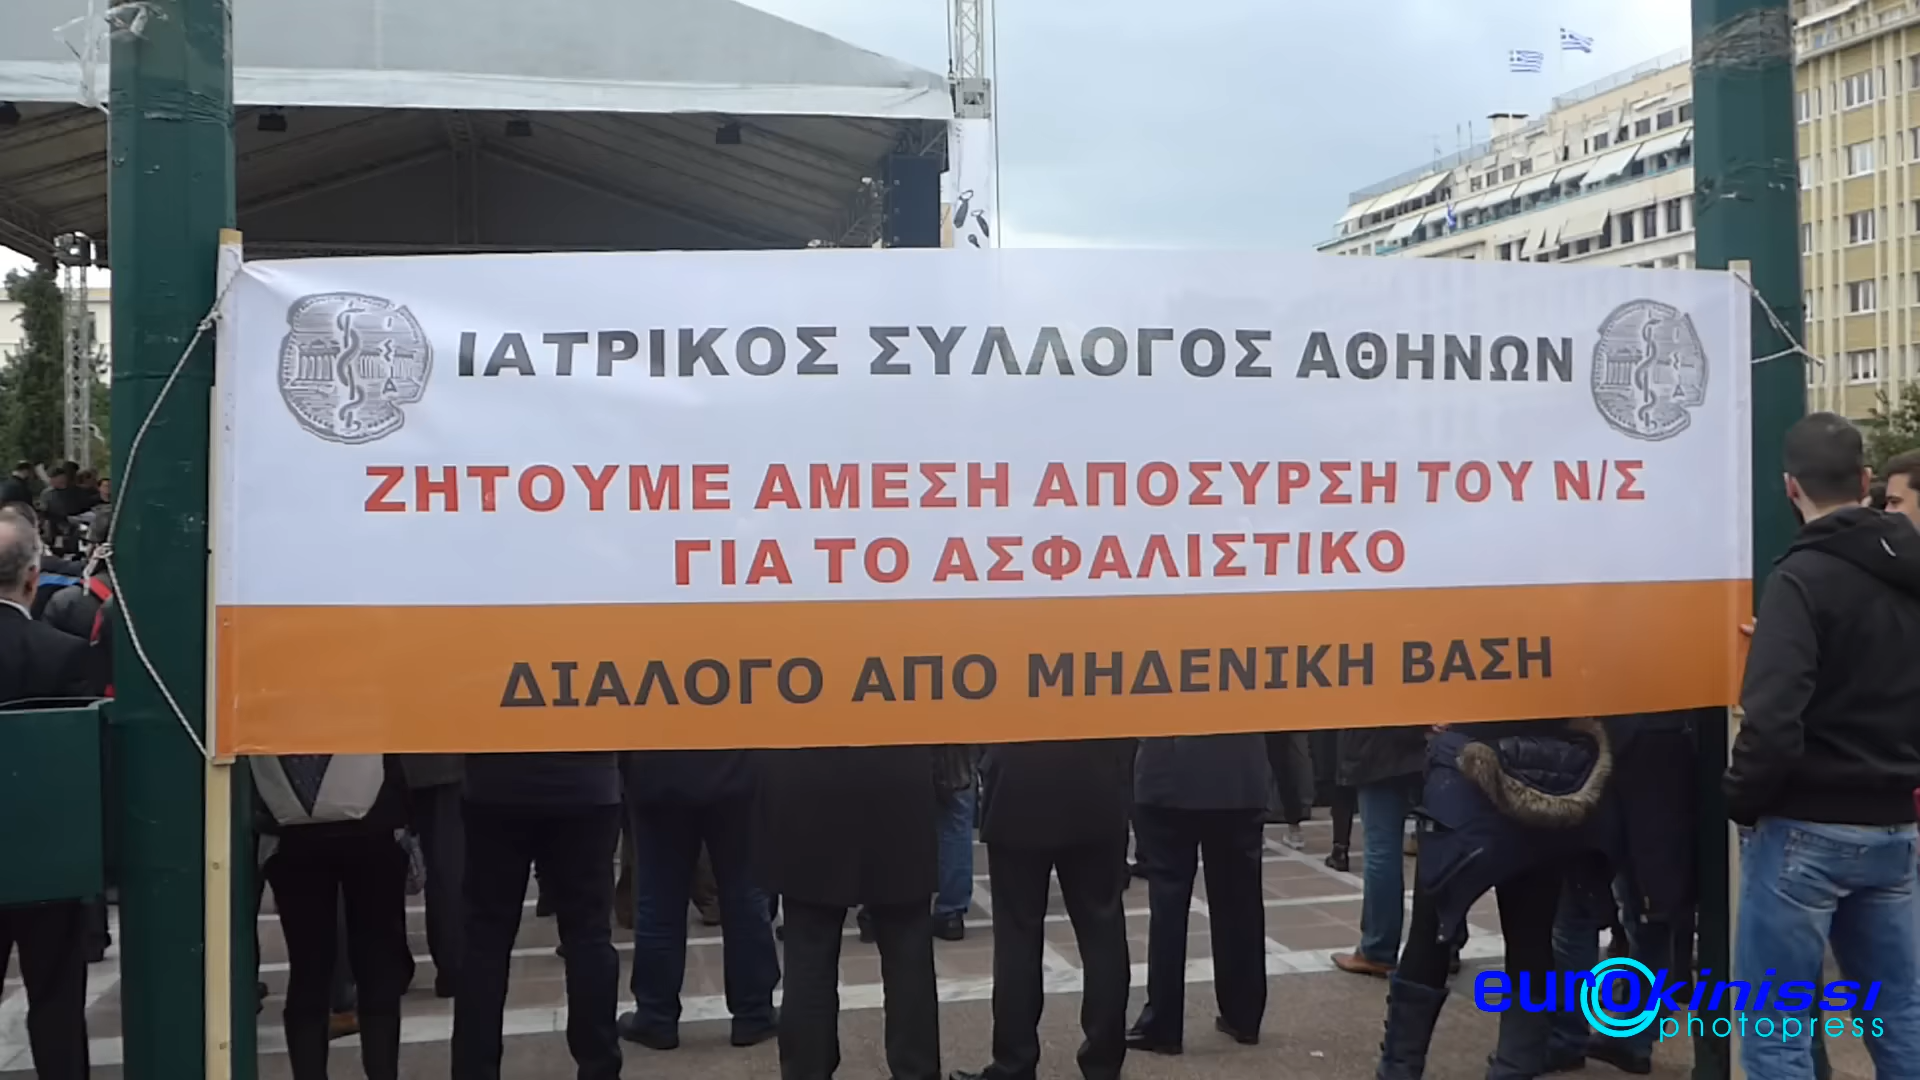 ΙΑΤΡΙΚΟΣ ΣΥΛΛΟΓΟΣ ΑΘΗΝΩΝ
ΖΗΤΟΥΜΕ ΑΜΕΣΗ ΑΠΟΣΥΡΣΗ ΤΟΥ Ν/Σ
ΓΙΑ ΤΟ ΑΣΦΑΛΙΣΤΙΚΟ
ΔΙΑΛΟΓΟ ΑΠΟ ΜΗΔΕΝΙΚΗ ΒΑΣΗ
eurokinissi
photopress